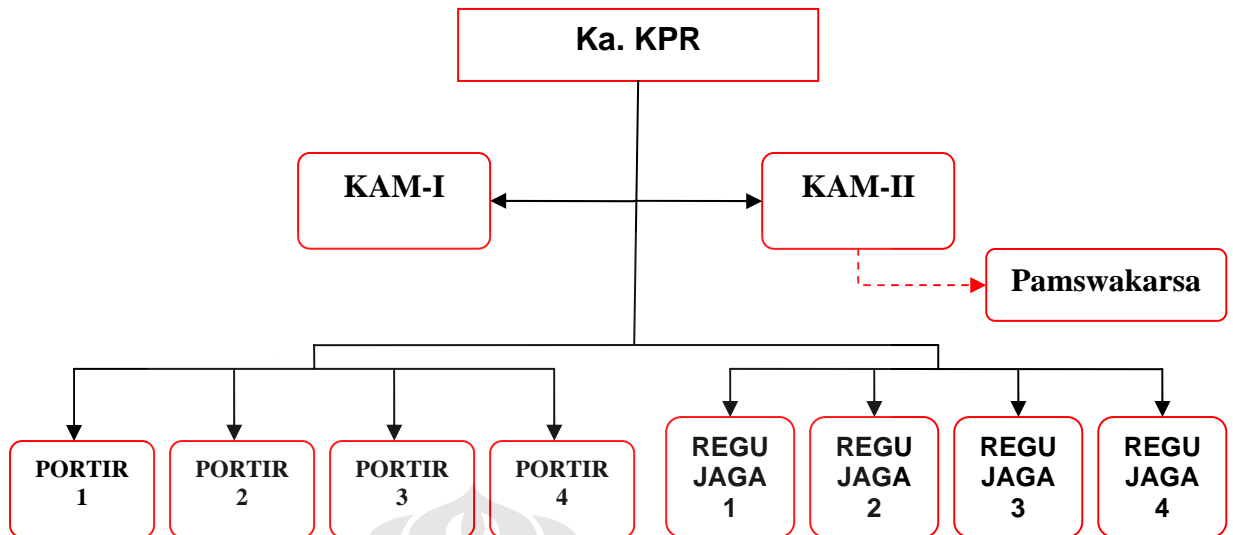 Ka. KPR
KAM-I
KAM-II
Pamswakarsa
PORTIR
1
PORTIR
2
PORTIR
3
PORTIR
4
REGU
JAGA
1
REGU
JAGA
2
REGU
JAGA
3
REGU
JAGA
4